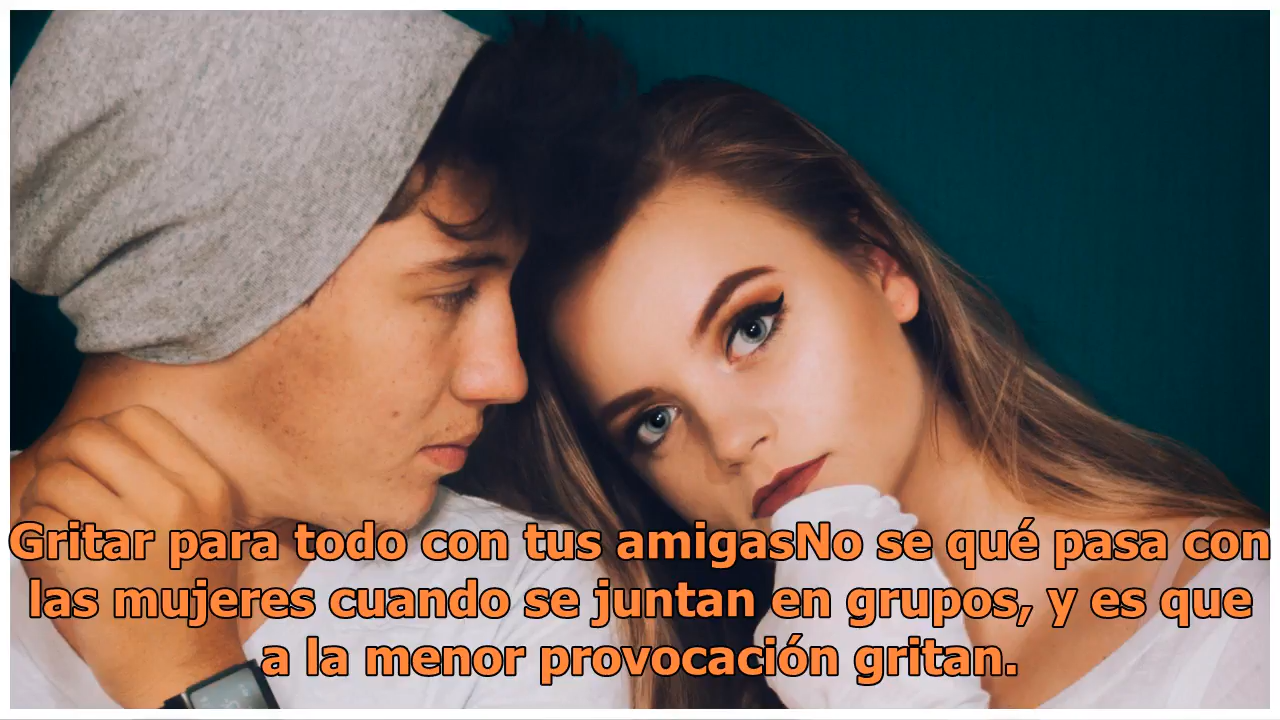 Gritar para todo con tus amigasNo se qué pasa con
las mujeres cuando se juntan en grupos, y es que
a la menor provocación gritan.